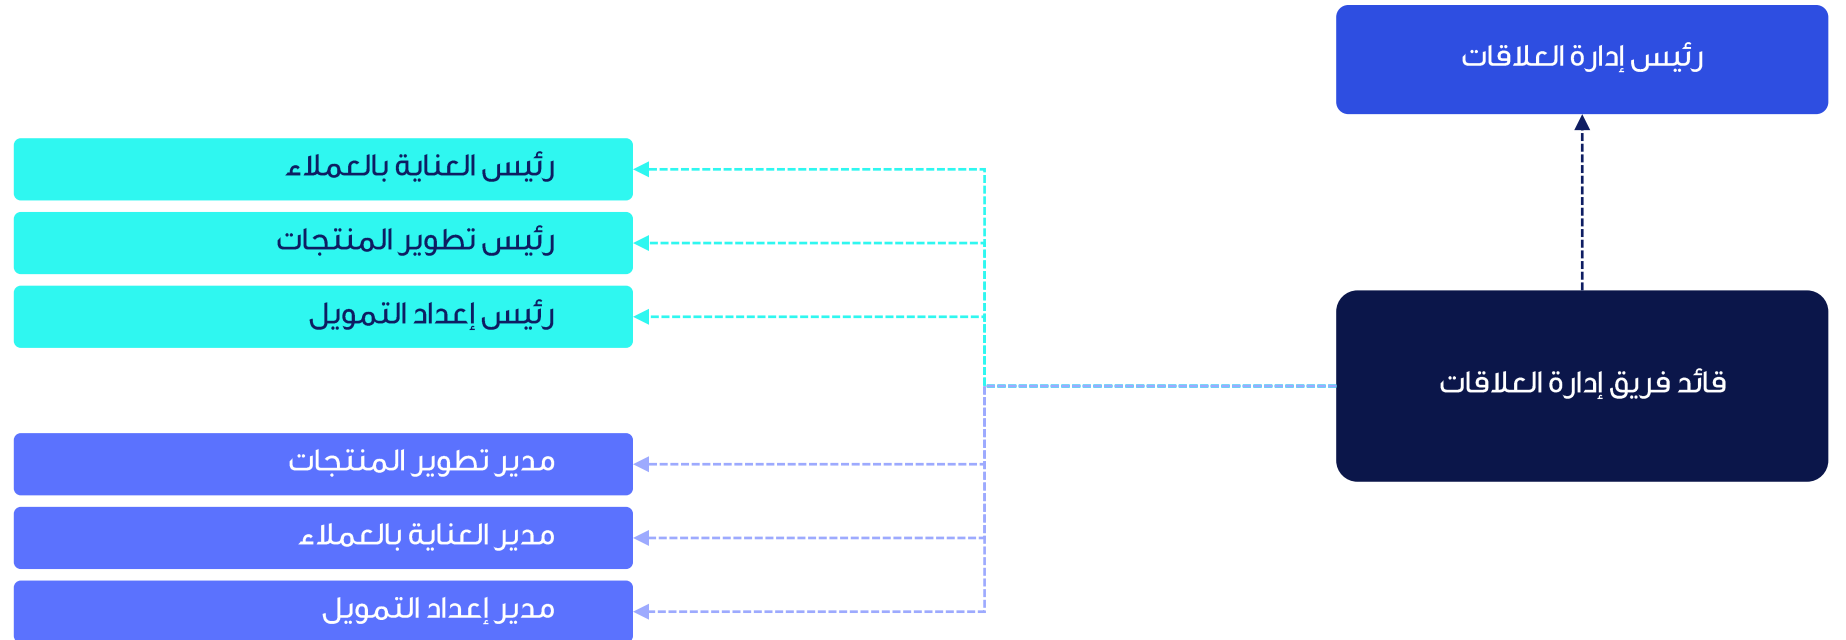 رئيس إدارة العلاقات
قائد فريق إدارة العلاقات
رئيس العناية بالعملاء
رئيس تطوير المنتجات
رئيس إعداد التمويل
مدير تطوير المنتجات
مدير العناية بالعملاء
مدير إعداد التمويل